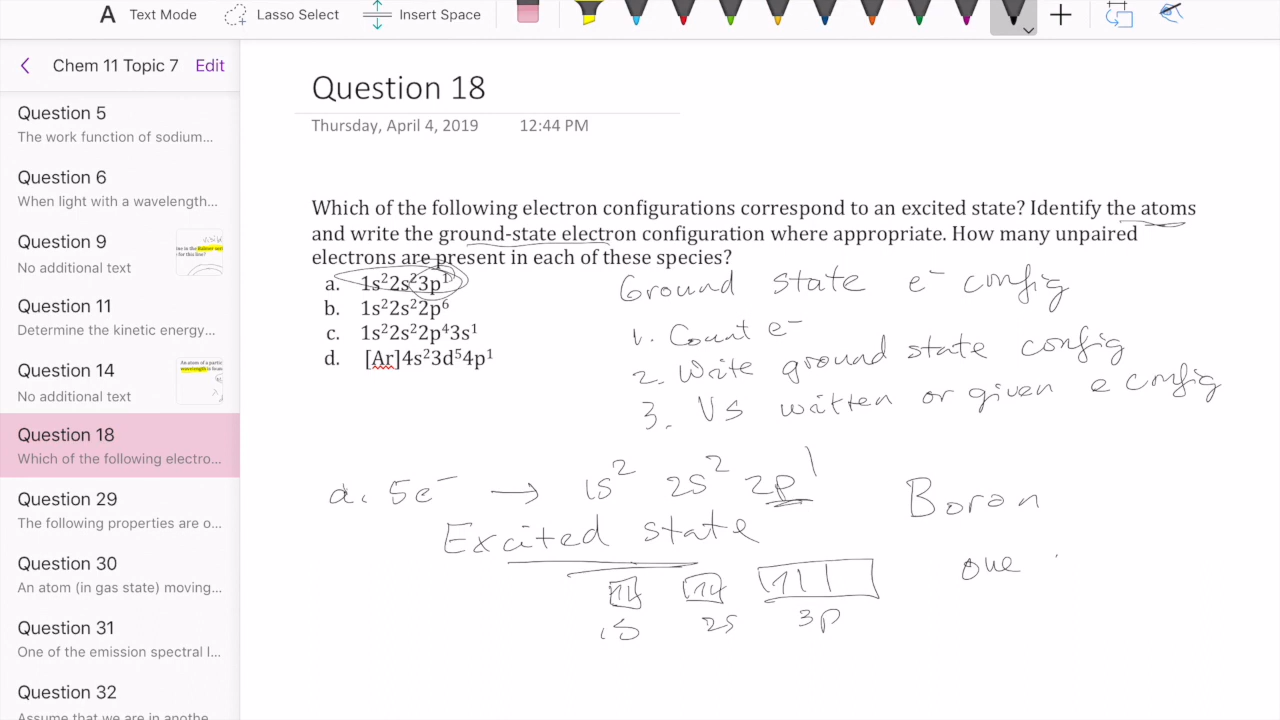 Text Mode Lasso Select Insert Space
Chem 11 Topic 7 Edit
Question 5
The work function of sodium...
Question 6
When light with a wavelength...
Question 9
No additional text
Question 11
Determine the kinetic energy...
Question 14
No additional text
Question 18
Which of the following electro...
Question 29
The following properties are o...
Question 30
An atom (in gas state) moving...
Question 31
One of the emission spectral l...
Question 32
Assume that we are in anothe
Question 18
Thursday, April 4, 2019 12:44 PM
Which of the following electron configurations correspond to an excited state? Identify the atoms
and write the ground-state electron configuration where appropriate. How many unpaired
electrons are present in each of these species?
a. 1s²2s²3p¹
b. 1s²2s²2p⁶
c. 1s²2s²2p⁴3s¹
d. [Ar]4s²3d⁵4p¹
Ground state e⁻ config
1. Count e⁻
2. Write ground state config
3. VS written or given e config
a. 5e⁻ → 1s² 2s² 2p¹ Boron
Excited state
one
1s 2s 3p